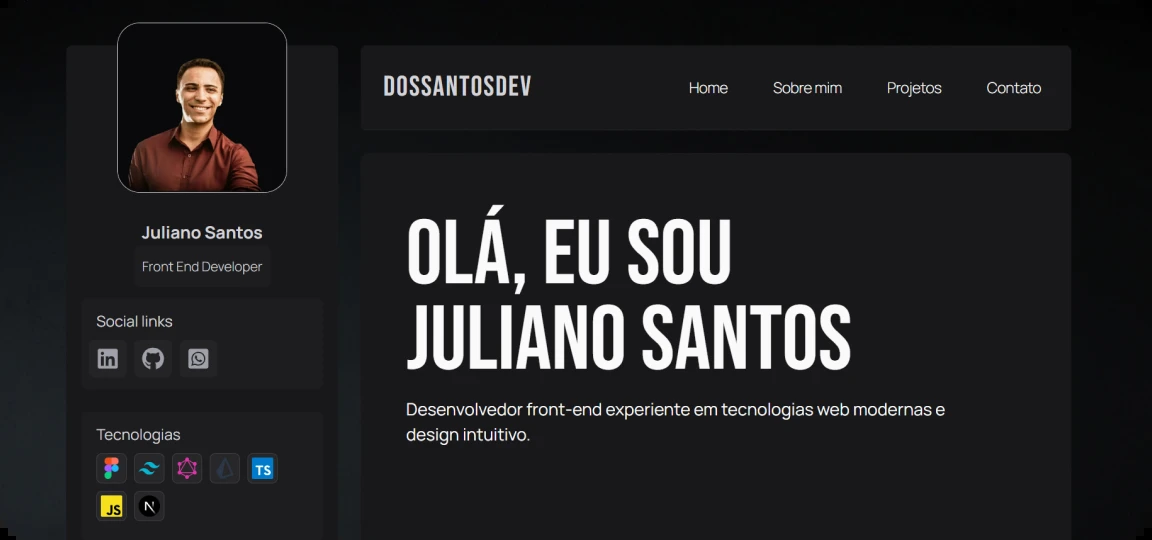 DOSSANTOSDEV
Home
Sobre mim
Projetos
Contato
Juliano Santos
Front End Developer
Social links
in
Tecnologias
TS
JS
N
OLÁ, EU SOU
JULIANO SANTOS
Desenvolvedor front-end experiente em tecnologias web modernas e
design intuitivo.